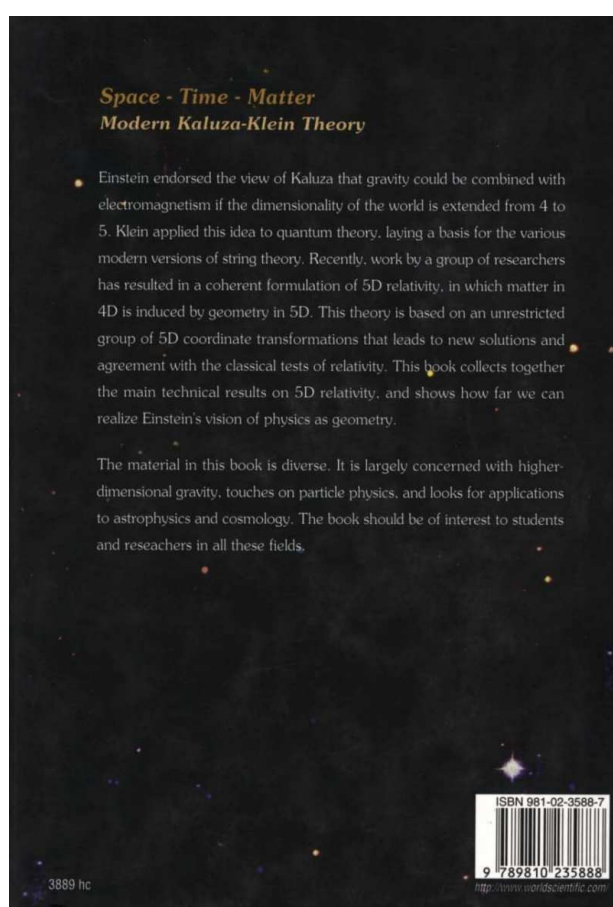 Space - Time - Matter
Modern Kaluza-Klein Theory
Einstein endorsed the view of Kaluza that gravity could be combined with
electromagnetism if the dimensionality of the world is extended from 4 to
5. Klein applied this idea to quantum theory, laying a basis for the various
modern versions of string theory. Recently, work by a group of researchers
has resulted in a coherent formulation of 5D relativity, in which matter in
4D is induced by geometry in 5D. This theory is based on an unrestricted
group of 5D coordinate transformations that leads to new solutions and
agreement with the classical tests of relativity. This book collects together
the main technical results on 5D relativity, and shows how far we can
realize Einstein's vision of physics as geometry.
The material in this book is diverse. It is largely concerned with higher-
dimensional gravity, touches on particle physics, and looks for applications
to astrophysics and cosmology. The book should be of interest to students
and reseachers in all these fields.
ISBN 981-02-3588-7
9 789810 235888
3889 hc
http://www.worldscientific.com